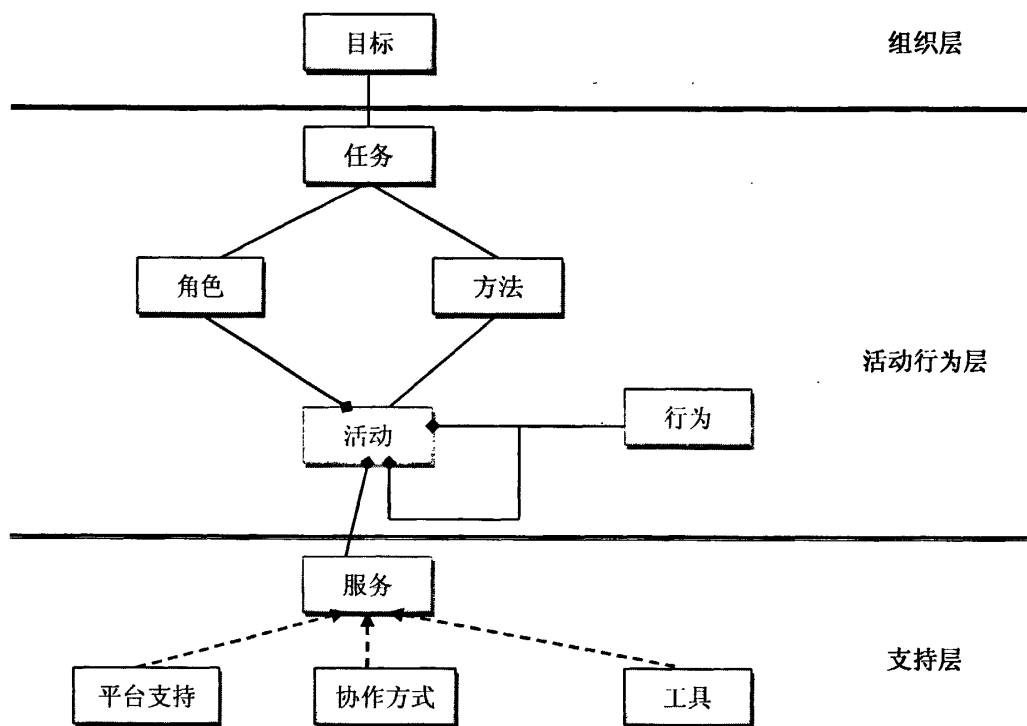 目标
组织层
任务
角色
方法
活动行为层
活动
行为
服务
支持层
平台支持
协作方式
工具